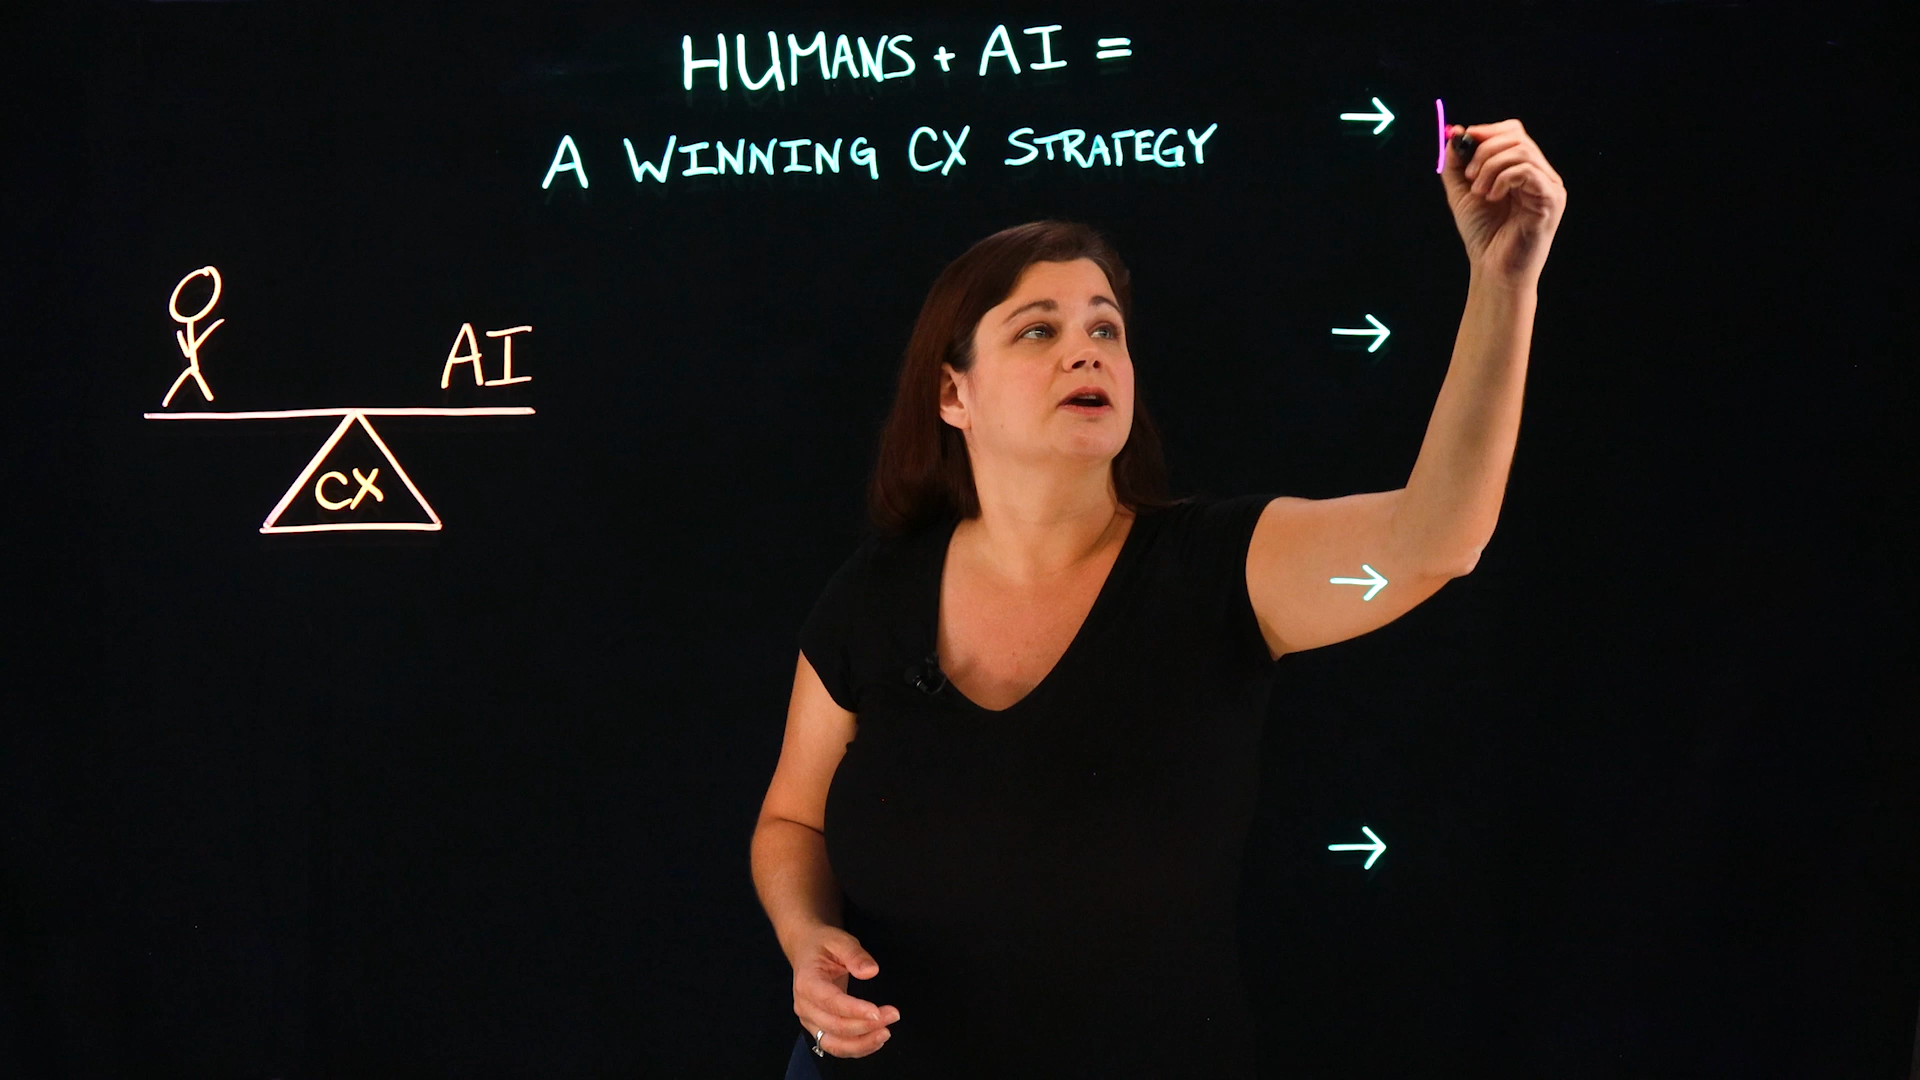 HUMANS + AI =
A WINNING CX STRATEGY
→
→
→
→
AI
CX